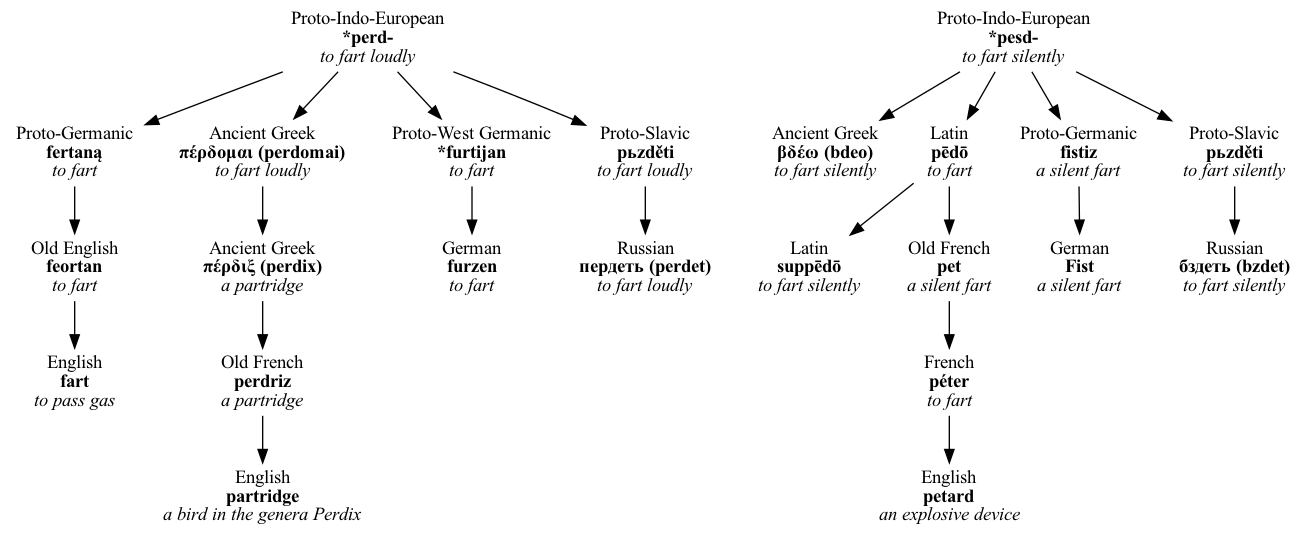 Proto-Indo-European
*perd-
to fart loudly
Proto-Indo-European
*pesd-
to fart silently
Proto-Germanic
fertaną
to fart
Ancient Greek
πέρδομαι (perdomai)
to fart loudly
Proto-West Germanic
*furtijan
to fart
Proto-Slavic
pьzděti
to fart loudly
Ancient Greek
βδέω (bdeo)
to fart silently
Latin
pēdō
to fart
Proto-Germanic
fistiz
a silent fart
Proto-Slavic
pьzděti
to fart silently
Old English
feortan
to fart
Ancient Greek
πέρδιξ (perdix)
a partridge
German
furzen
to fart
Russian
пердеть (perdet)
to fart loudly
Latin
suppēdō
to fart silently
Old French
pet
a silent fart
German
Fist
a silent fart
Russian
бздеть (bzdet)
to fart silently
English
fart
to pass gas
Old French
perdriz
a partridge
French
péter
to fart
English
partridge
a bird in the genera Perdix
English
petard
an explosive device